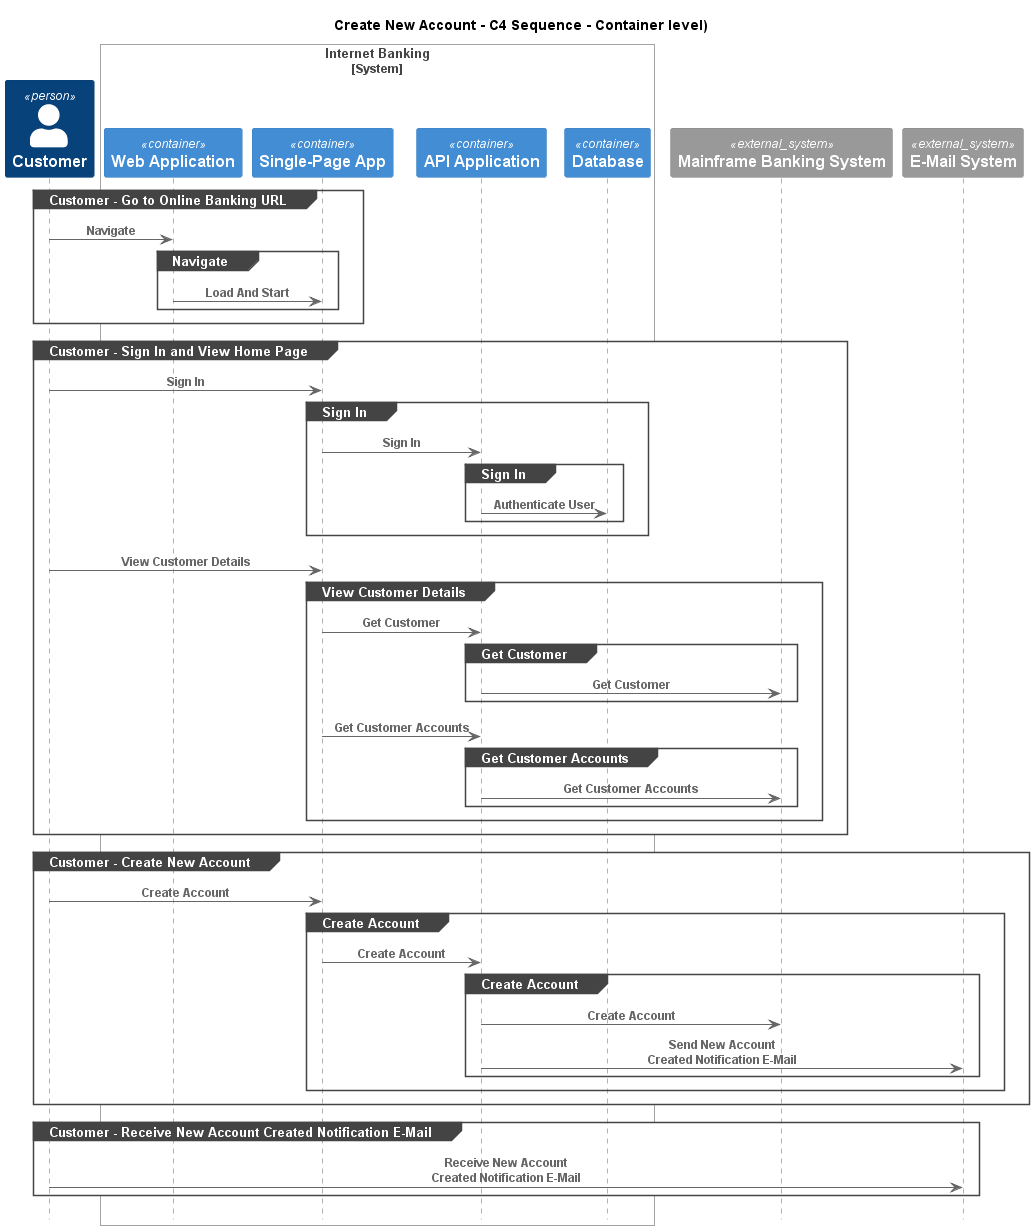 Create New Account - C4 Sequence - Container level)
Internet Banking
[System]
«person»
Customer
«container»
Web Application
«container»
Single-Page App
«container»
API Application
«container»
Database
«external_system»
Mainframe Banking System
«external_system»
E-Mail System
Customer - Go to Online Banking URL
Navigate
Navigate
Load And Start
Customer - Sign In and View Home Page
Sign In
Sign In
Sign In
Sign In
Authenticate User
View Customer Details
View Customer Details
Get Customer
Get Customer
Get Customer
Get Customer Accounts
Get Customer Accounts
Get Customer Accounts
Customer - Create New Account
Create Account
Create Account
Create Account
Create Account
Create Account
Send New Account
Created Notification E-Mail
Customer - Receive New Account Created Notification E-Mail
Receive New Account
Created Notification E-Mail